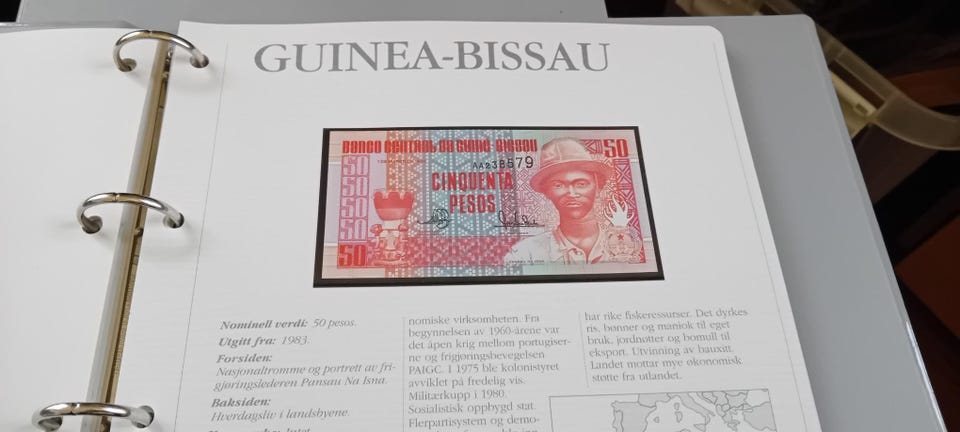 GUINEA-BISSAU
BANCO CENTRAL DA GUINÉ-BISSAU
50
AA236579
50
50
50
50
50
CINQUENTA
PESOS
50
Nominell verdi: 50 pesos.
Utgitt fra: 1983.
Forsiden:
Nasjonaltromme og portrett av fri-
gjøringslederen Pansau Na Isna.
Baksiden:
Hverdagsliv i landsbyene.
nomiske virksomheten. Fra
begynnelsen av 1960-årene var
det åpen krig mellom portugiser-
ne og frigjøringsbevegelsen
PAIGC. I 1975 ble kolonistyret
avviklet på fredelig vis.
Militærkupp i 1980.
Sosialistisk oppbygd stat.
Flerpartisystem og demo-
har rike fiskeressurser. Det dyrkes
ris, bønner og maniok til eget
bruk, jordnøtter og bomull til
eksport. Utvinning av bauxitt.
Landet mottar mye økonomisk
støtte fra utlandet.